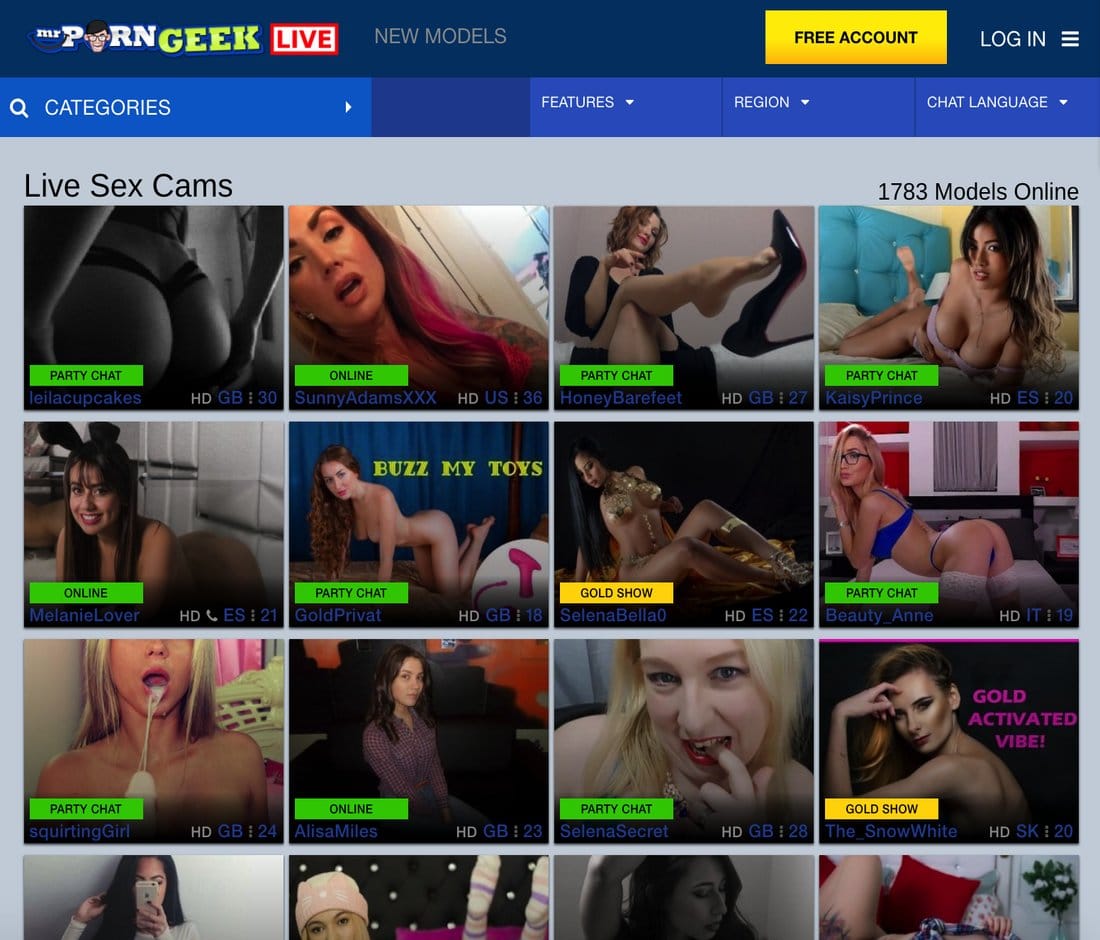 mrPORNGEEK LIVE
NEW MODELS
FREE ACCOUNT
LOG IN
CATEGORIES
FEATURES
REGION
CHAT LANGUAGE
Live Sex Cams
1783 Models Online
PARTY CHAT
leilacupcakes HD GB 30
ONLINE
SunnyAdamsXXX HD US 36
PARTY CHAT
HoneyBarefeet HD GB 27
PARTY CHAT
KaisyPrince HD ES 20
ONLINE
MelanieLover HD ES 21
BUZZ MY TOYS
PARTY CHAT
GoldPrivat HD GB 18
GOLD SHOW
SelenaBella0 HD ES 22
PARTY CHAT
Beauty_Anne HD IT 19
PARTY CHAT
squirtingGirl HD GB 24
ONLINE
AlisaMiles HD GB 23
PARTY CHAT
SelenaSecret HD GB 28
GOLD
ACTIVATED
VIBE!
GOLD SHOW
The_SnowWhite HD SK 20